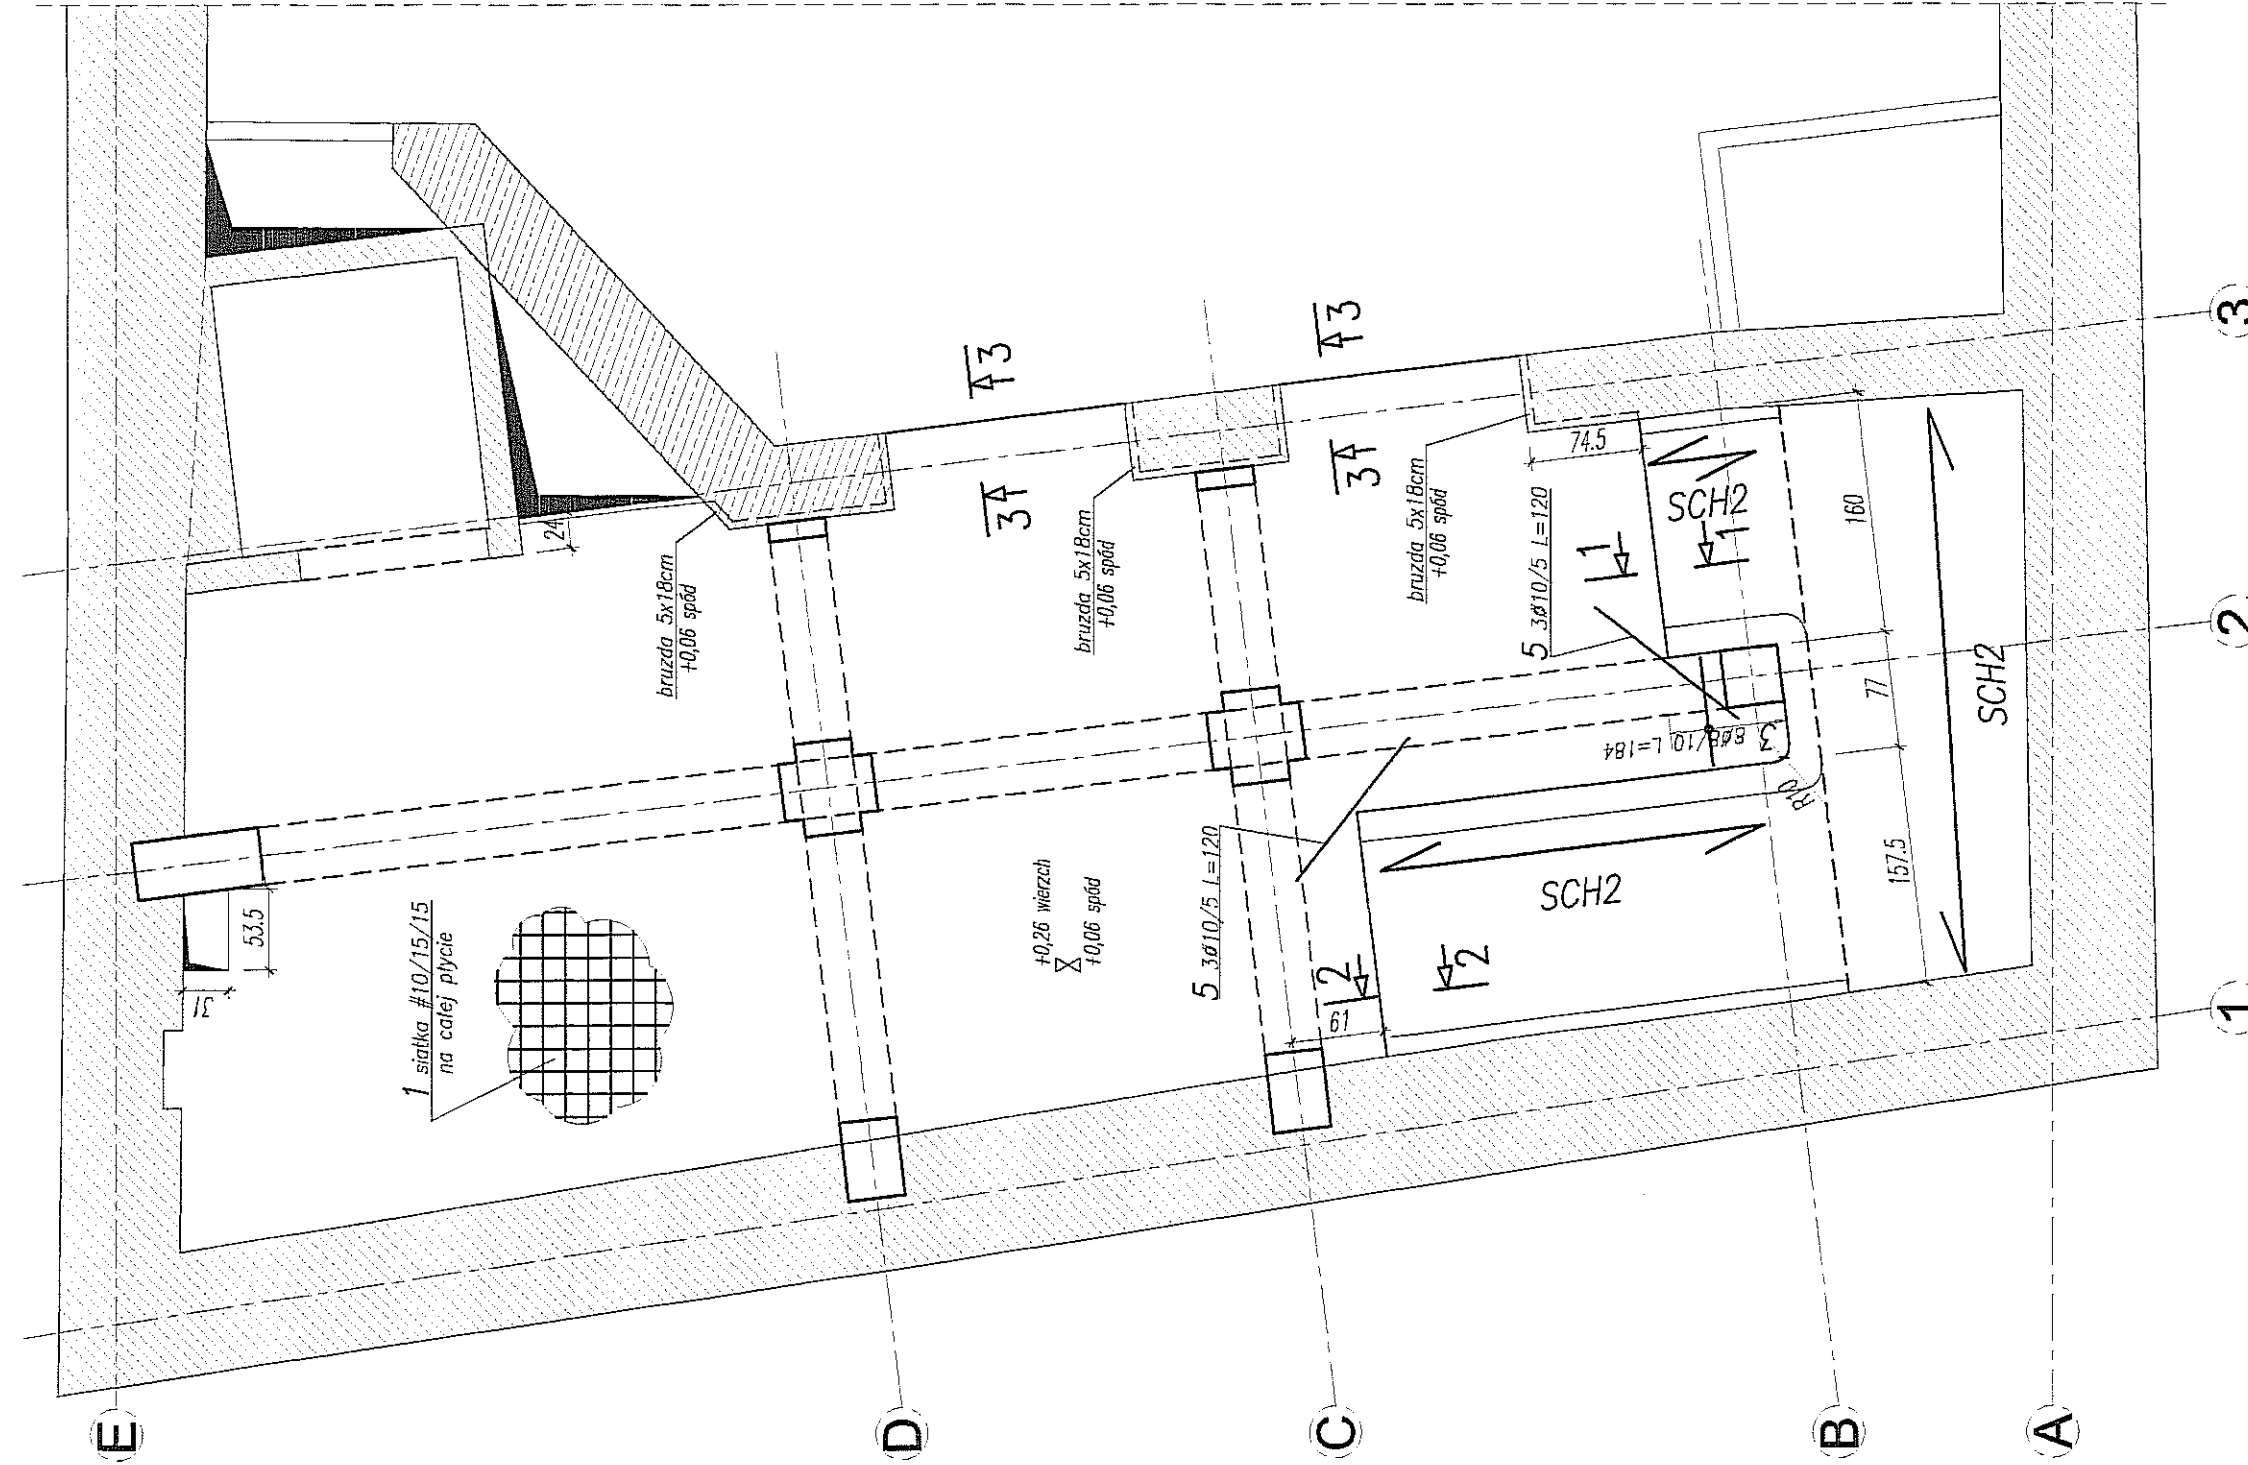 E
D
C
B
A
1
2
3
24
53.5
31
1 siatka #10/15/15
na całej płycie
bruzda 5x18cm
+0,06 spód
bruzda 5x18cm
+0,06 spód
bruzda 5x18cm
+0,06 spód
3
3
3
3
+0,26 wierzch
+0,06 spód
5 3ø10/5 L=120
5 3ø10/5 L=120
74.5
SCH2
1
1
160
77
157.5
3 8ø8/10 L=184
R10
2
2
61
SCH2
SCH2